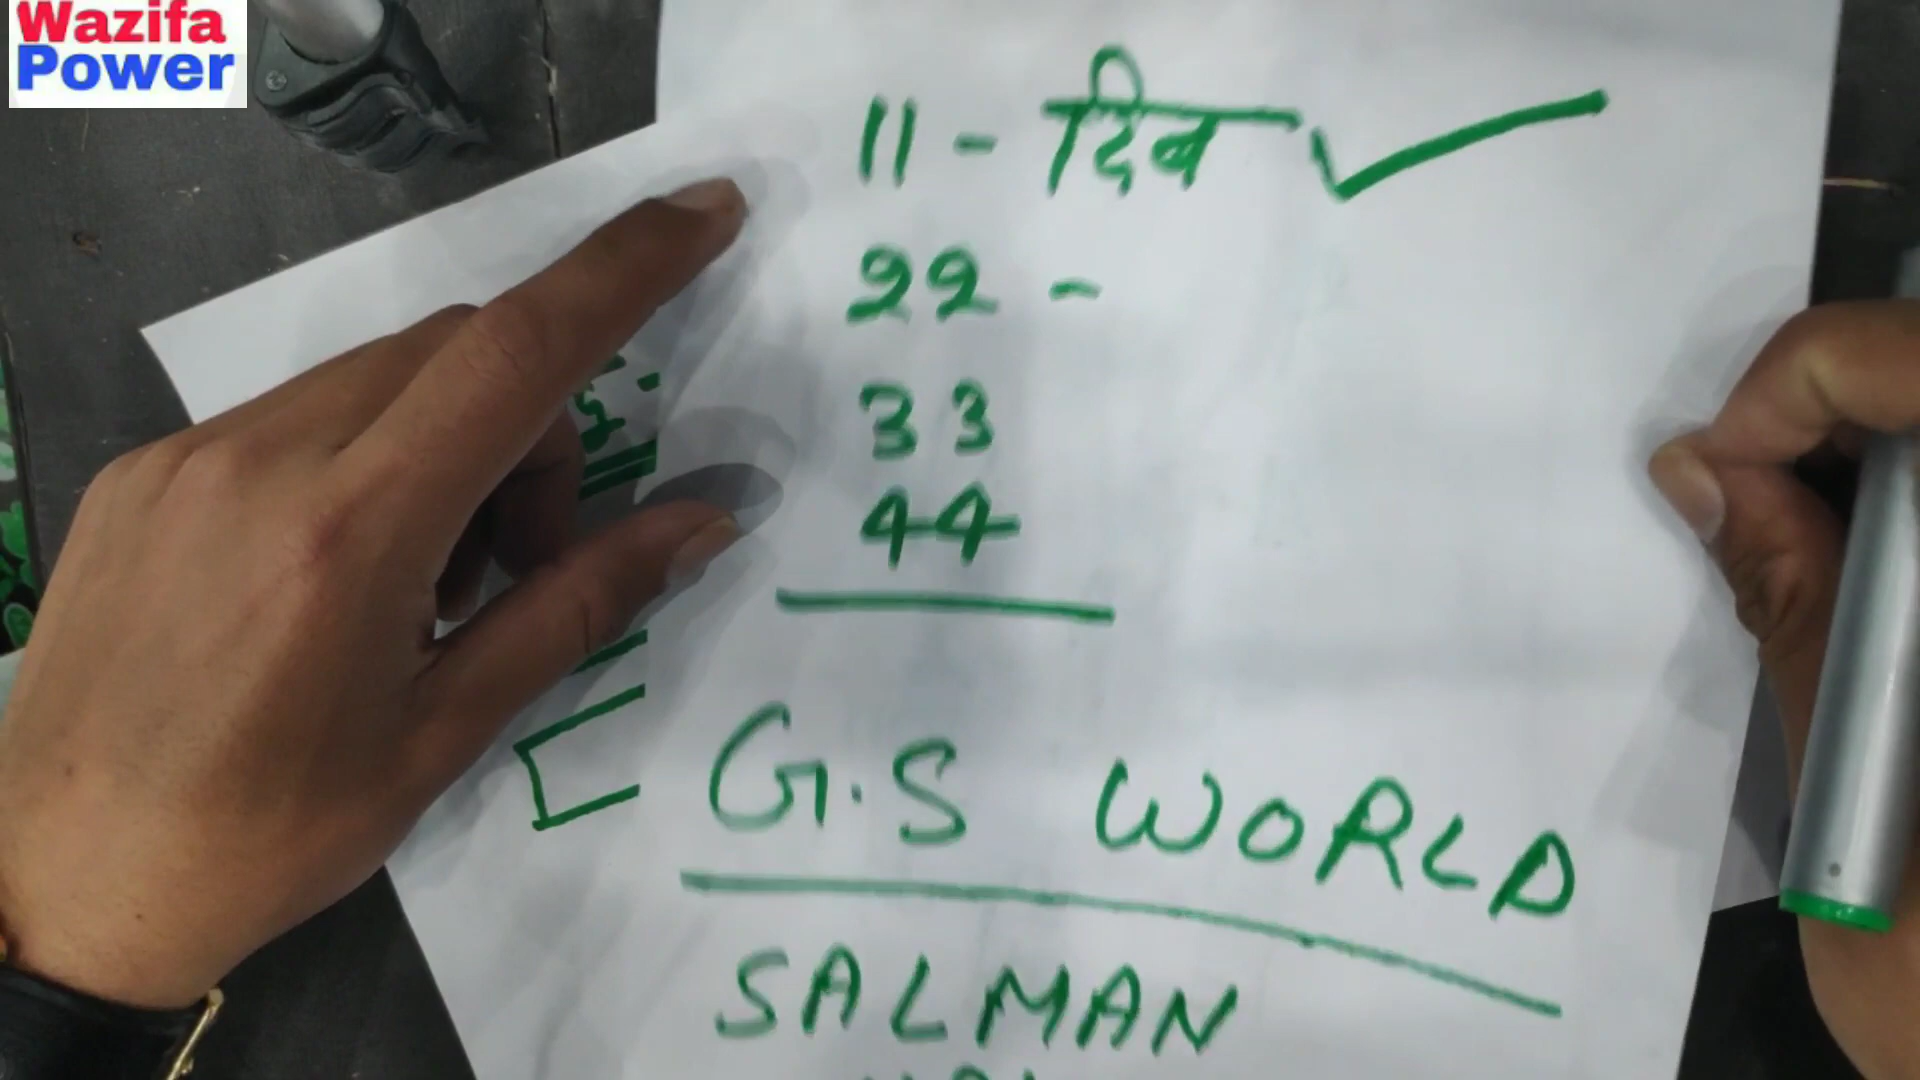 Wazifa
Power
11 - दिन
22 -
33
44
G.S WORLD
SALMAN